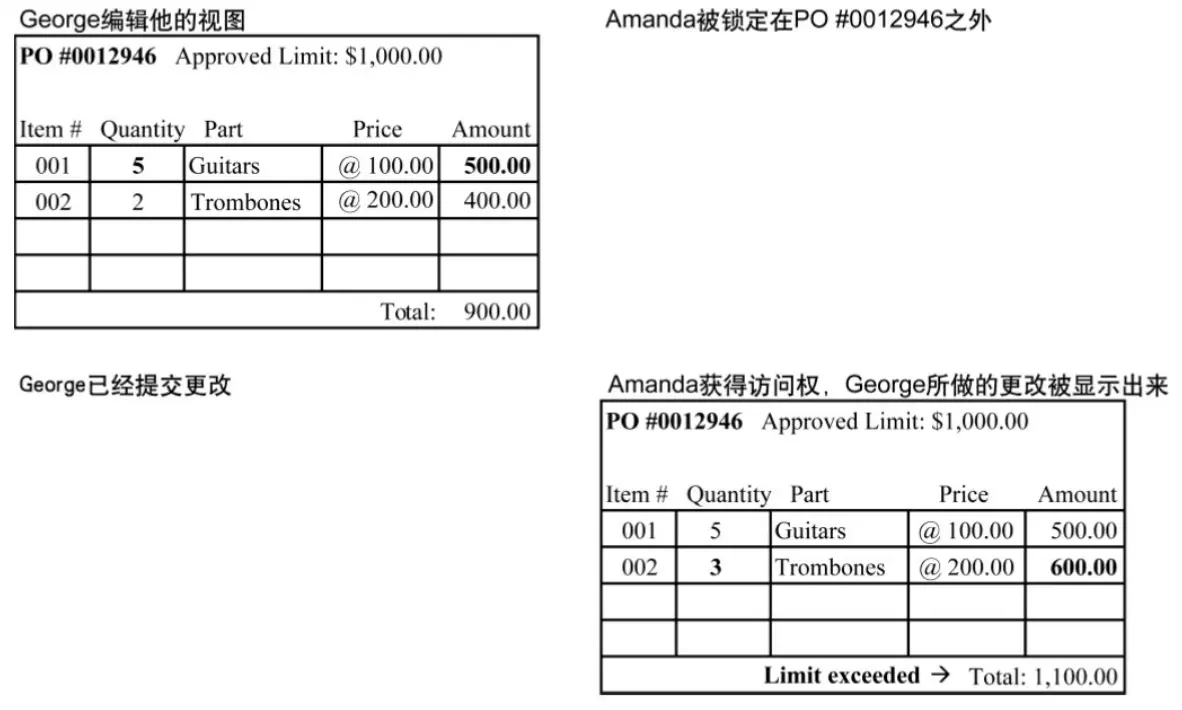 George编辑他的视图
PO #0012946 Approved Limit: $1,000.00
Item # Quantity Part Price Amount
001 5 Guitars @ 100.00 500.00
002 2 Trombones @ 200.00 400.00
Total: 900.00
Amanda被锁定在PO #0012946之外
George已经提交更改
Amanda获得访问权，George所做的更改被显示出来
PO #0012946 Approved Limit: $1,000.00
Item # Quantity Part Price Amount
001 5 Guitars @ 100.00 500.00
002 3 Trombones @ 200.00 600.00
Limit exceeded → Total: 1,100.00